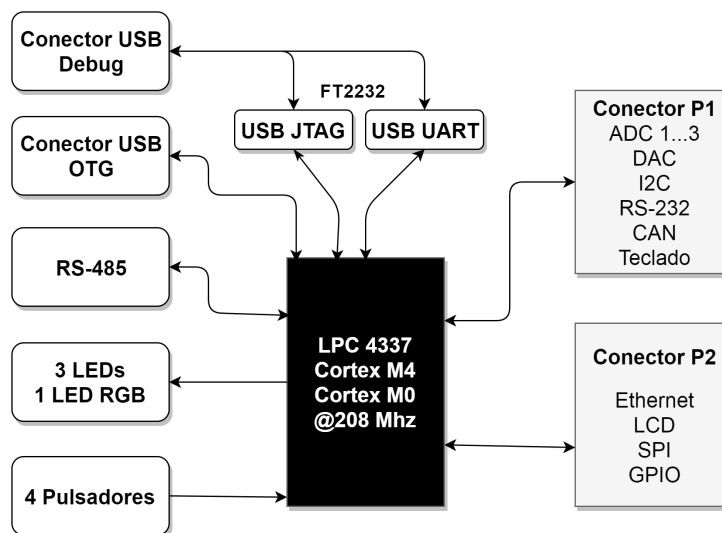 Conector USB
Debug
FT2232
USB JTAG
USB UART
Conector USB
OTG
RS-485
3 LEDs
1 LED RGB
4 Pulsadores
LPC 4337
Cortex M4
Cortex M0
@208 Mhz
Conector P1
ADC 1...3
DAC
I2C
RS-232
CAN
Teclado
Conector P2
Ethernet
LCD
SPI
GPIO